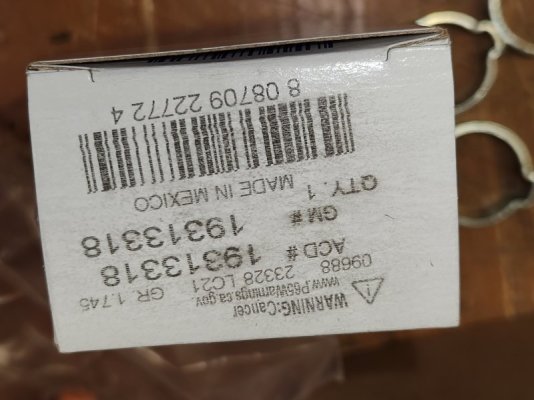 WARNING:Cancer
www.P65Warnings.ca.gov
09688 23328 LC21 GR 1.745
ACD # 19313318
GM # 19313318
QTY. 1 MADE IN MEXICO
8 08709 22772 4